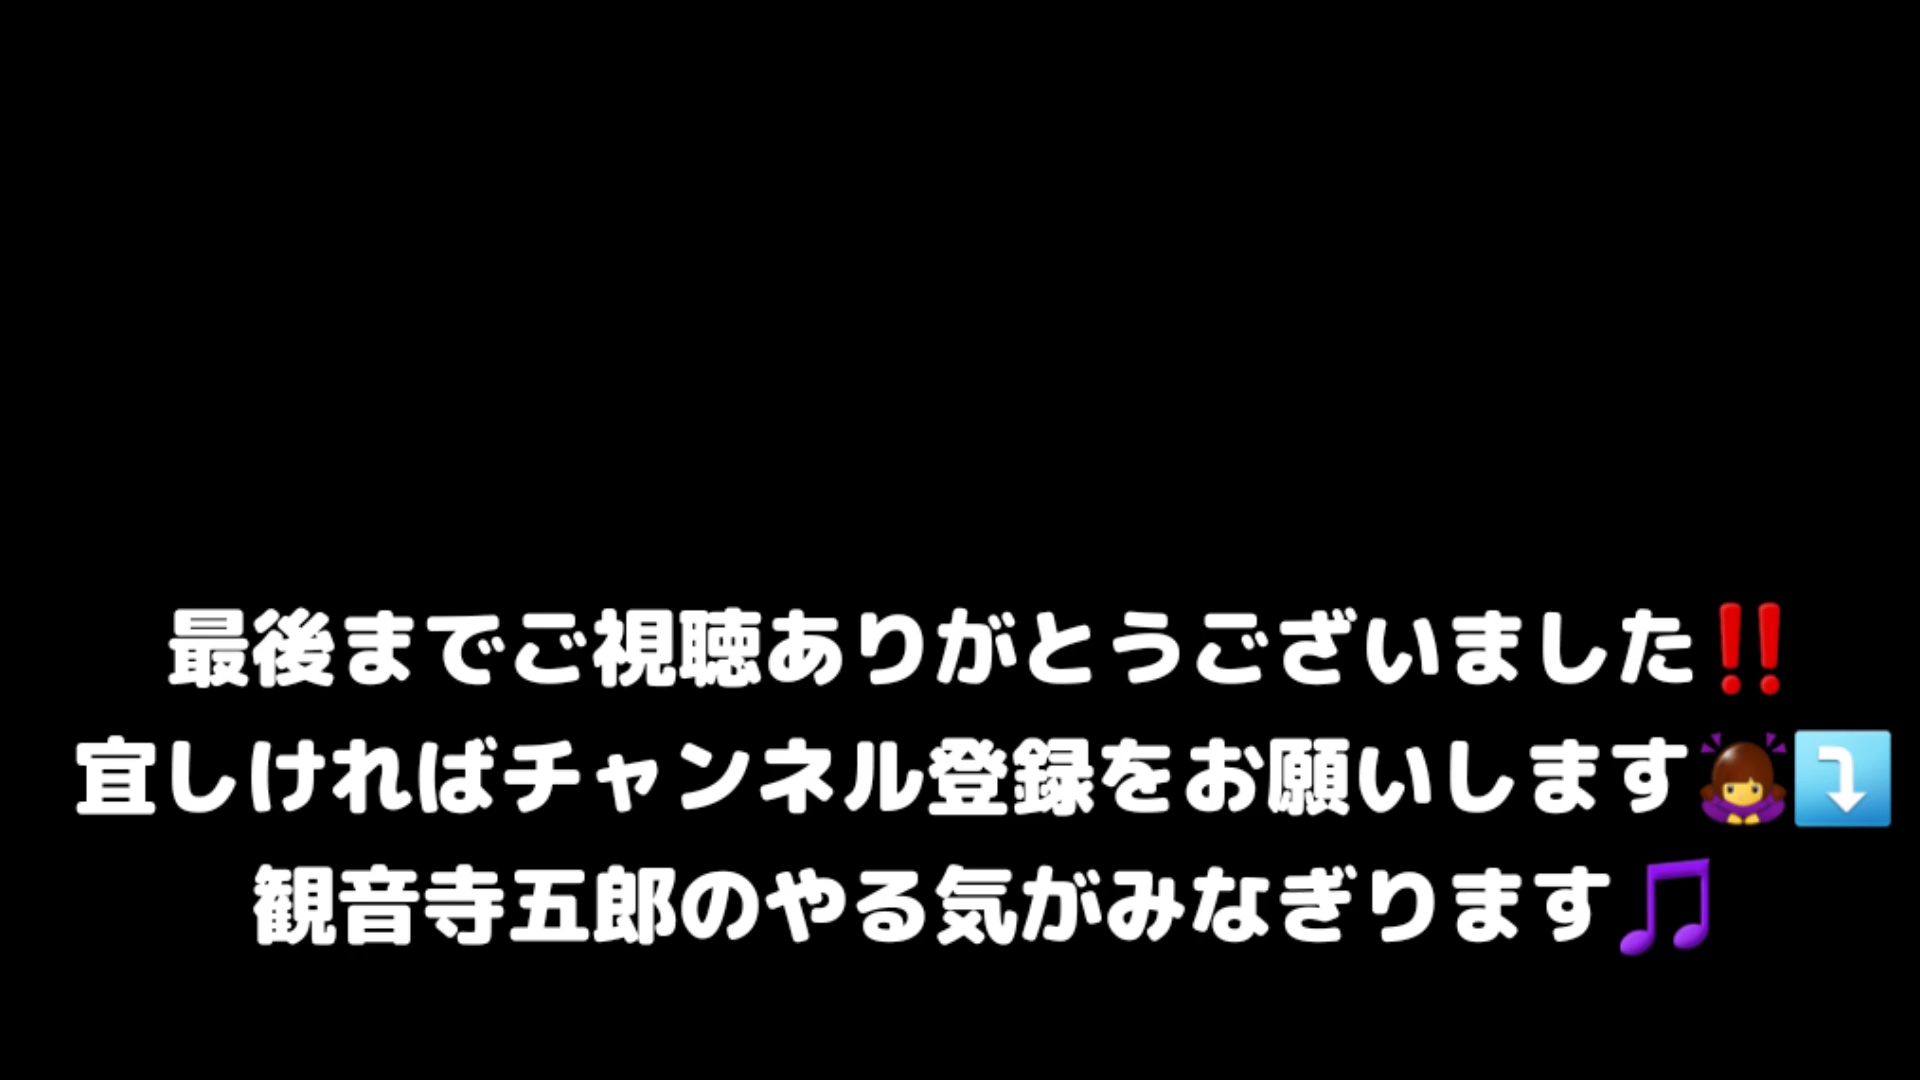 最後までご視聴ありがとうございました‼️
宜しければチャンネル登録をお願いします🙇‍♀️⤵️
観音寺五郎のやる気がみなぎります🎵